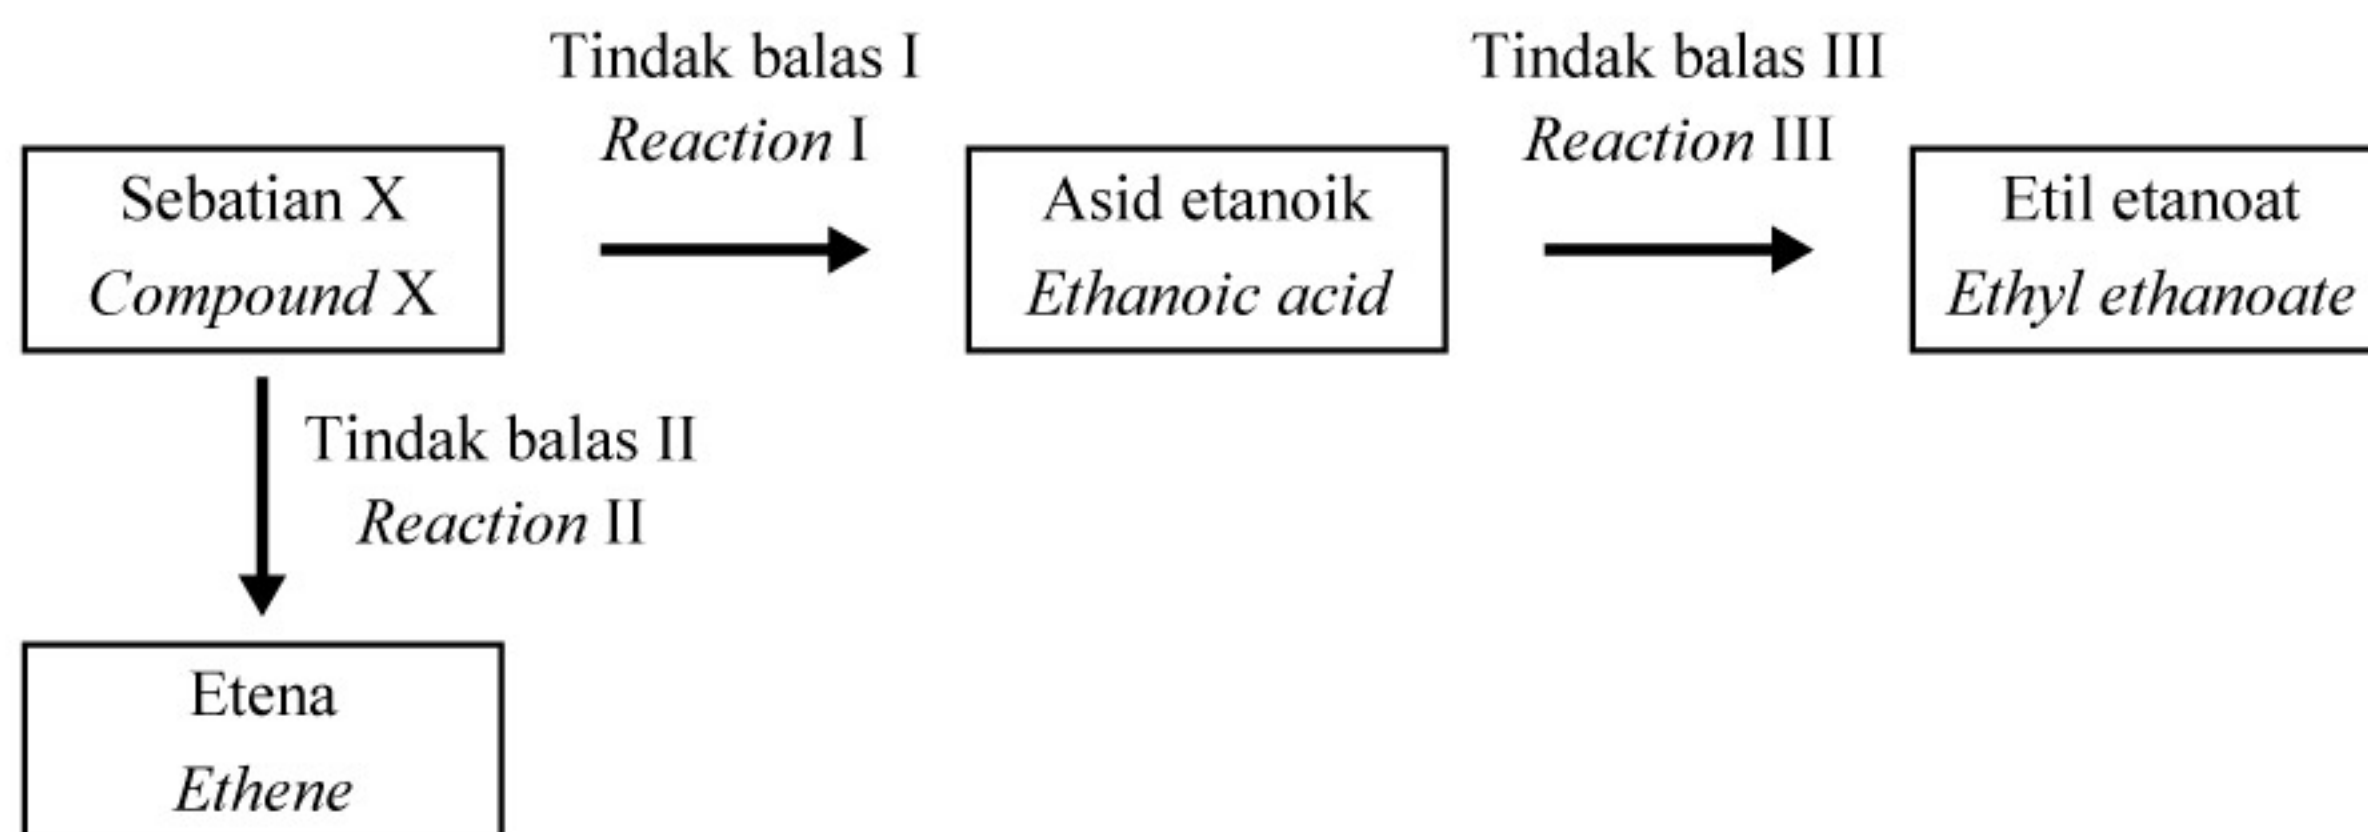 Tindak balas I
Reaction I
Tindak balas III
Reaction III
Sebatian X
Compound X
Asid etanoik
Ethanoic acid
Etil etanoat
Ethyl ethanoate
Tindak balas II
Reaction II
Etena
Ethene